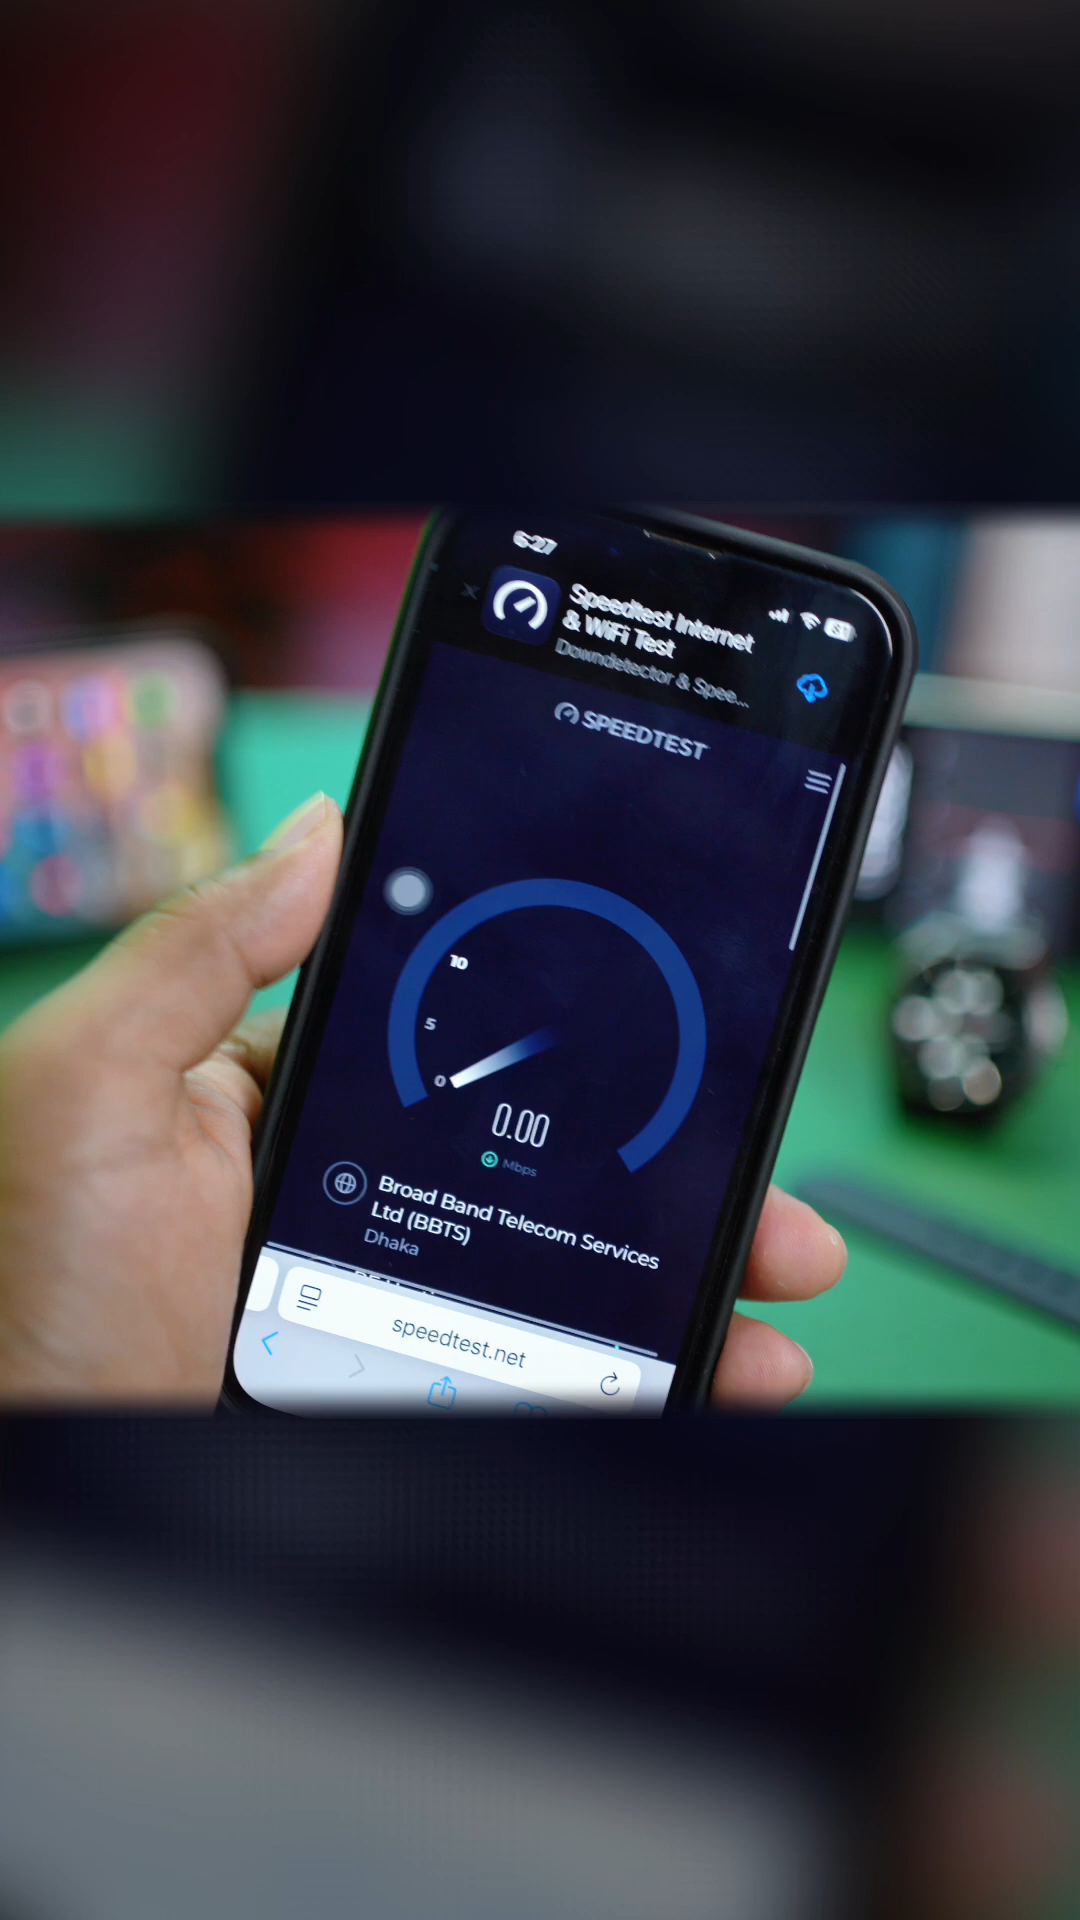 6:27
Speedtest Internet
& WiFi Test
Downdetector & Spee...
SPEEDTEST
10
5
0
0.00
Mbps
Broad Band Telecom Services
Ltd (BBTS)
Dhaka
speedtest.net